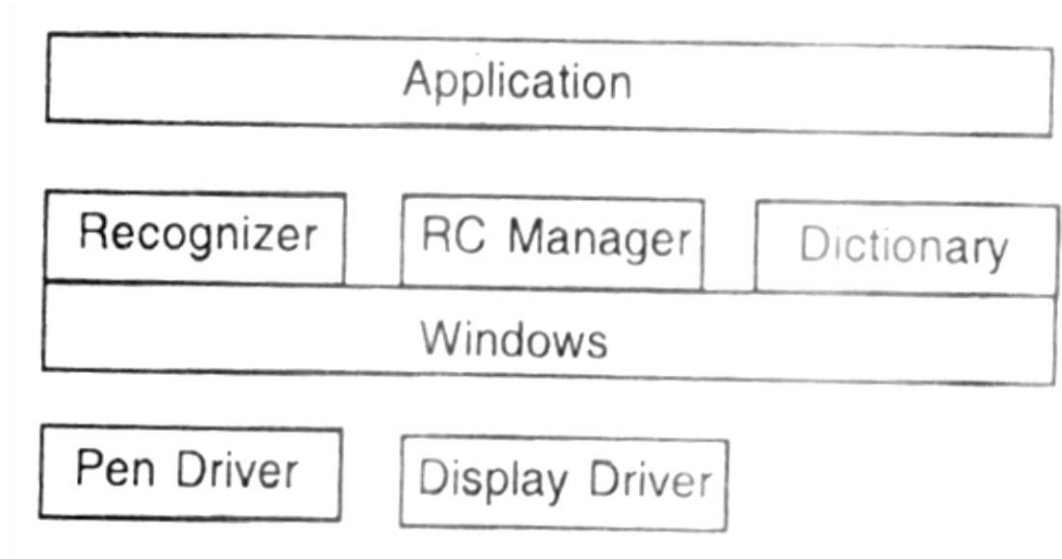 Application
Recognizer RC Manager Dictionary
Windows
Pen Driver Display Driver